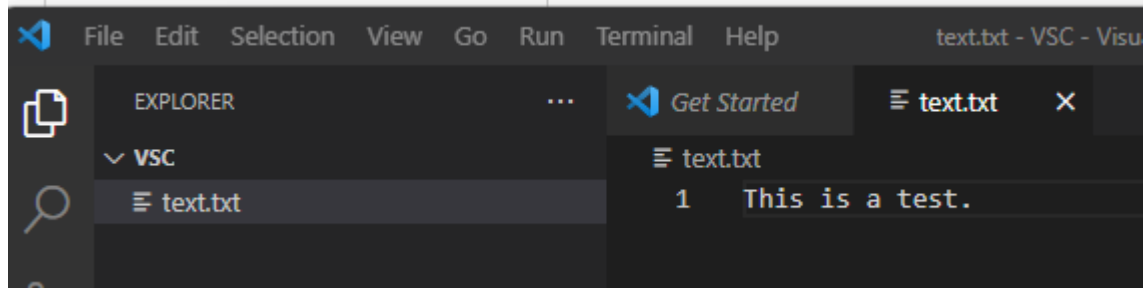 File Edit Selection View Go Run Terminal Help text.txt - VSC -
EXPLORER ... Get Started text.txt
VSC text.txt
text.txt 1 This is a test.